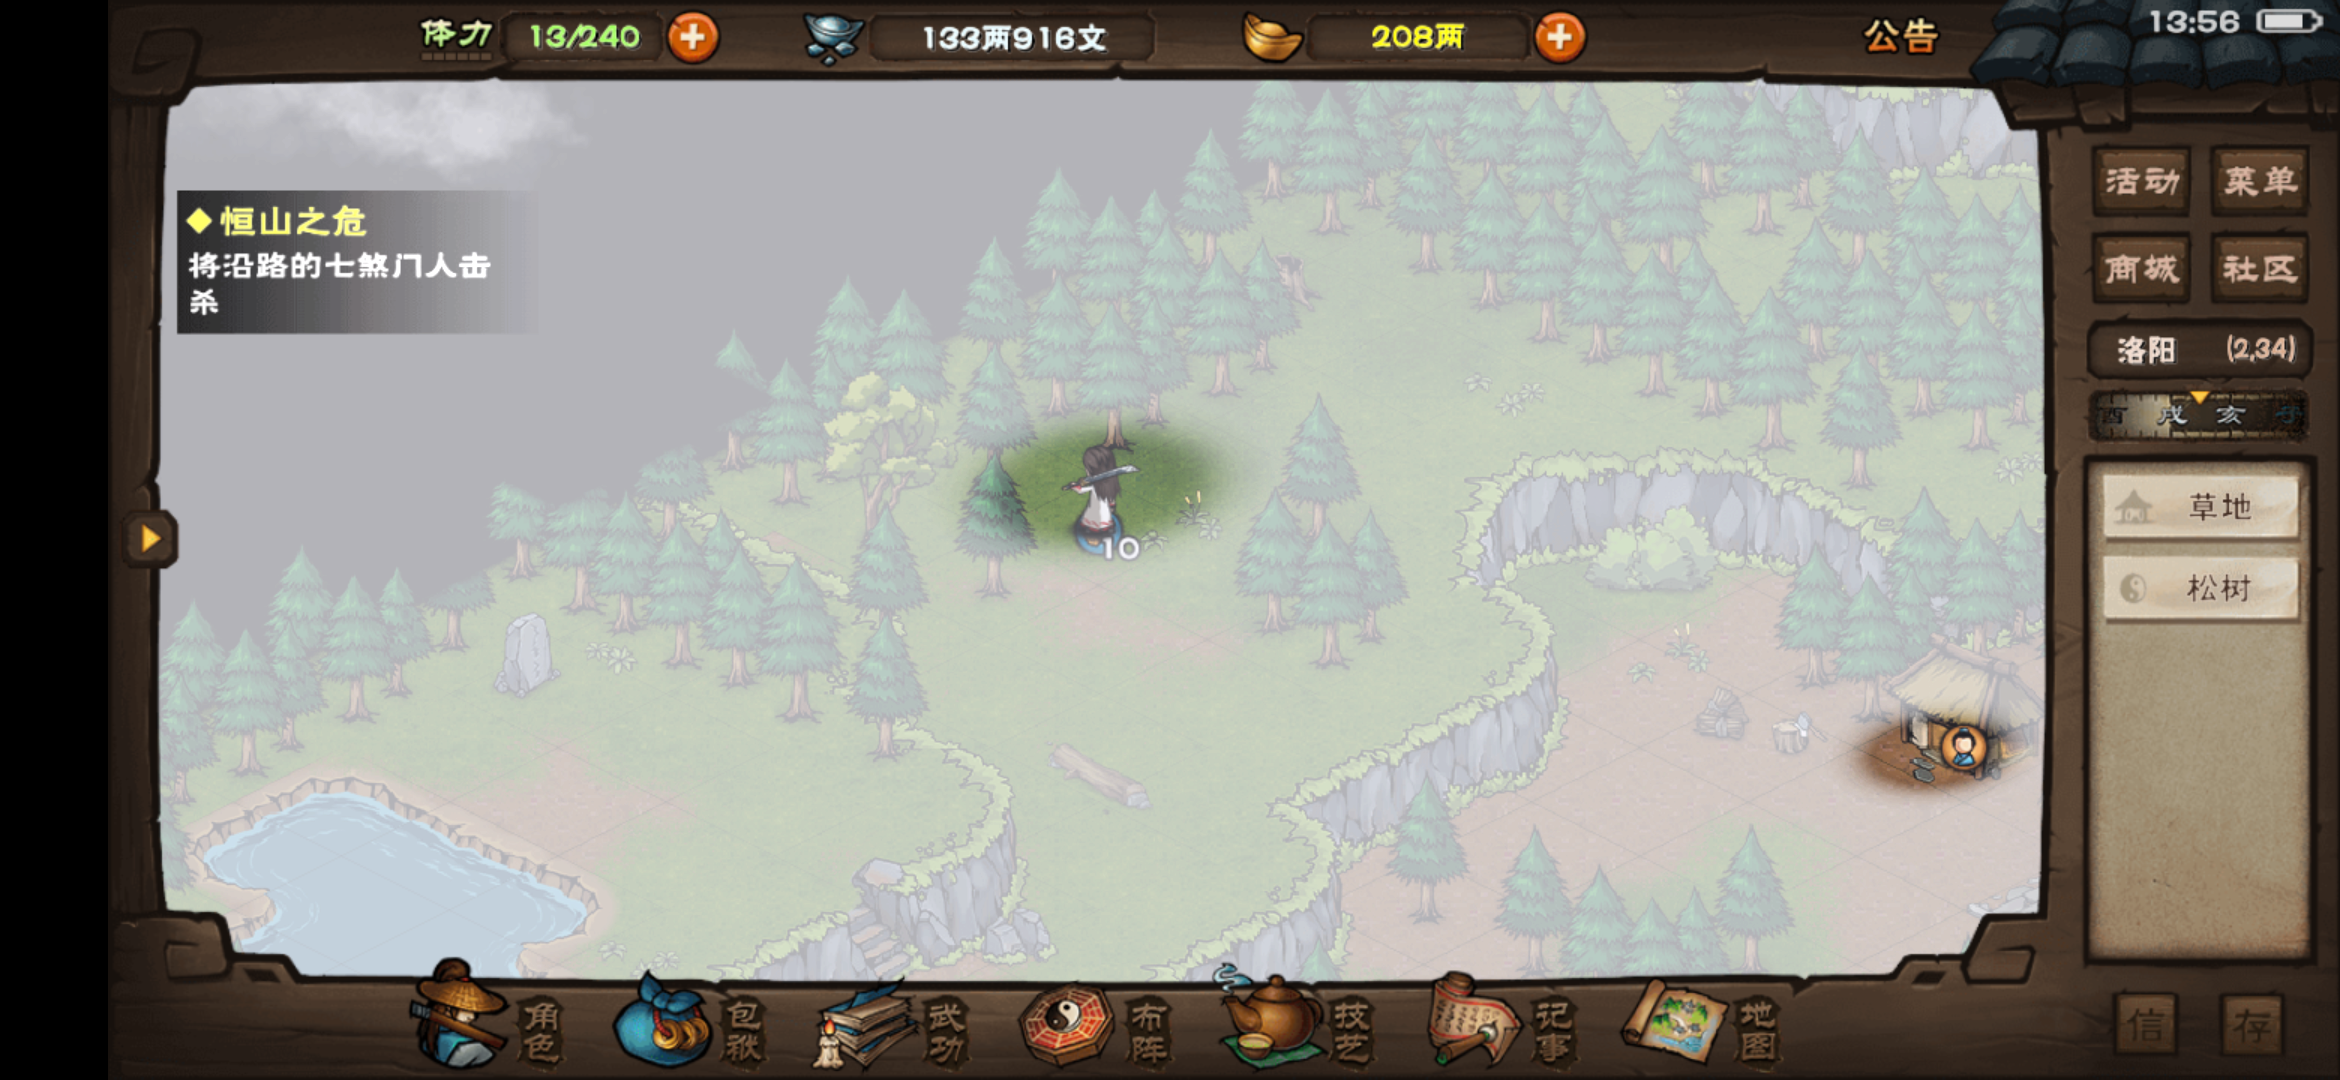 体力 13/240 133两916文 208两 公告 13:56
活动 菜单
◆恒山之危
将沿路的七煞门人击
杀
商城 社区
洛阳 (2,34)
酉 戌 亥 子
草地
10
松树
角色 包袱 武功 布阵 技艺 记事 地图
信 存